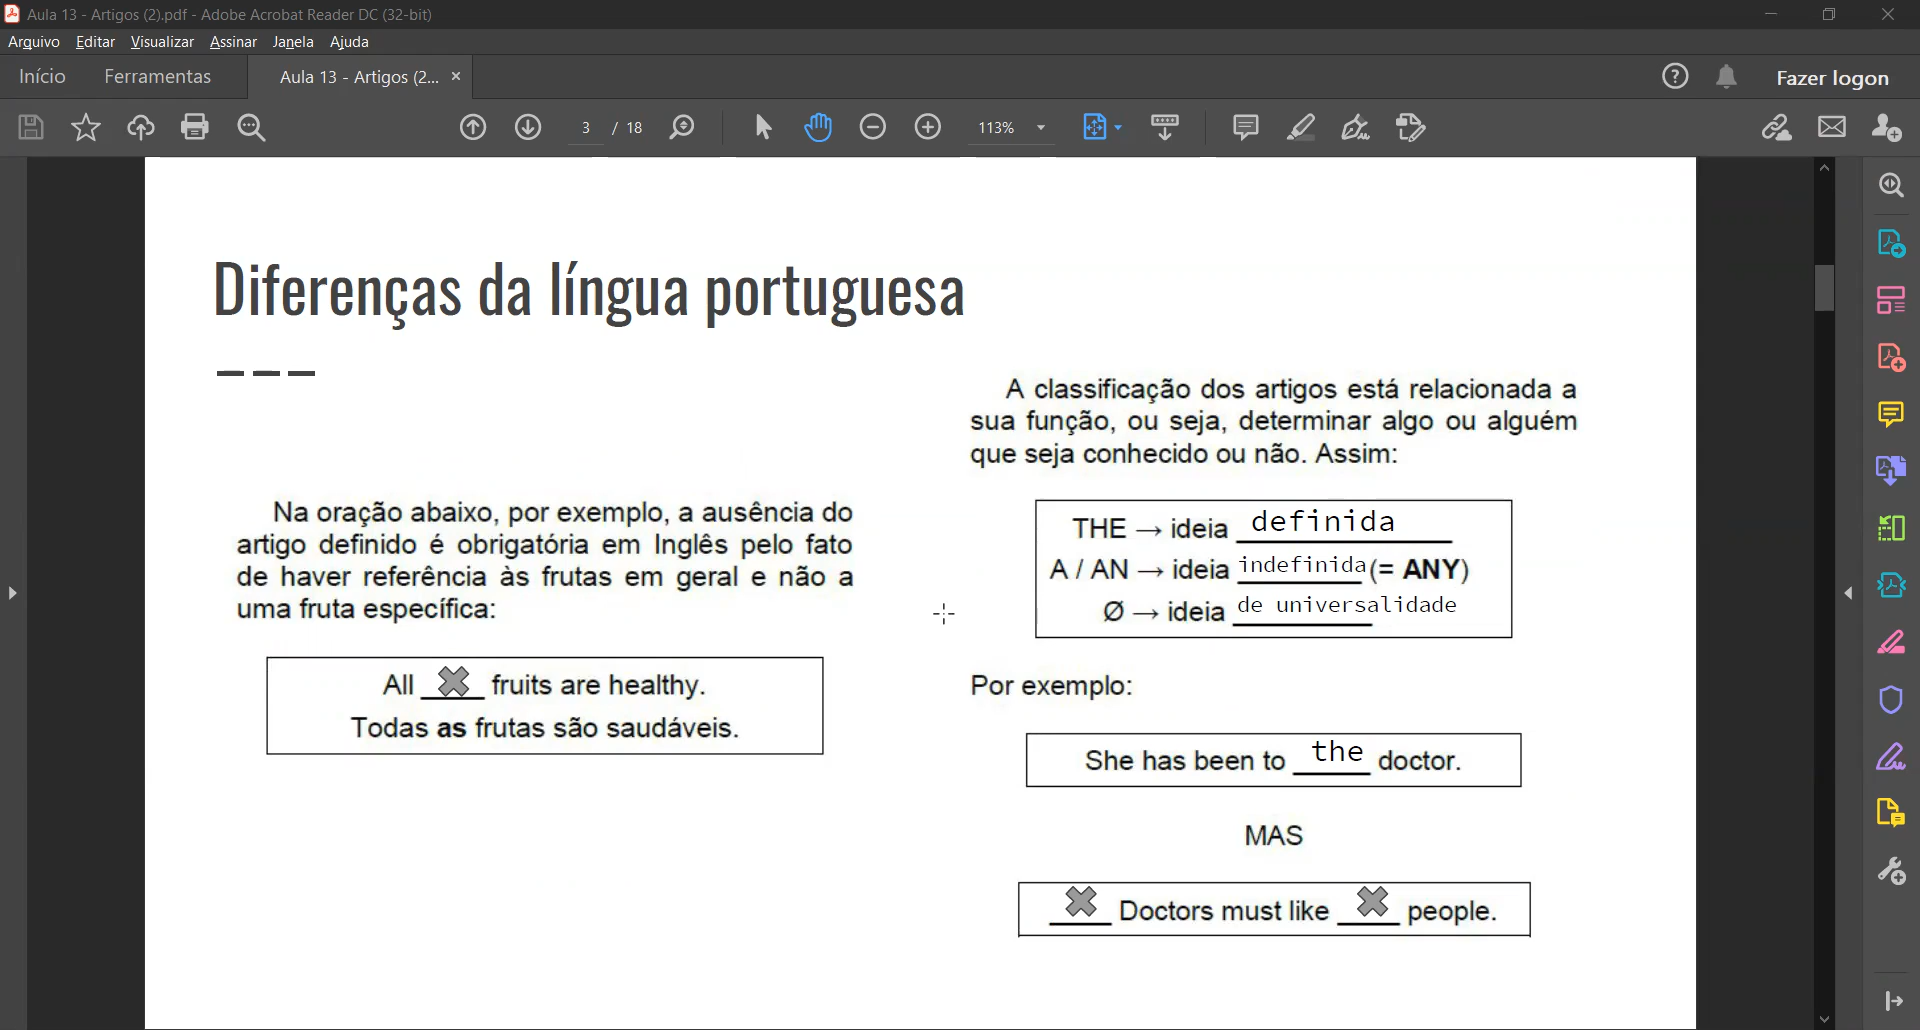 Aula 13 - Artigos (2).pdf - Adobe Acrobat Reader DC (32-bit)
Arquivo Editar Visualizar Assinar Janela Ajuda
Início Ferramentas Aula 13 - Artigos (2... × Fazer logon
3 / 18 113%
Diferenças da língua portuguesa
Na oração abaixo, por exemplo, a ausência do
artigo definido é obrigatória em Inglês pelo fato
de haver referência às frutas em geral e não a
uma fruta específica:
All ___ fruits are healthy.
Todas as frutas são saudáveis.
A classificação dos artigos está relacionada a
sua função, ou seja, determinar algo ou alguém
que seja conhecido ou não. Assim:
THE → ideia definida
A / AN → ideia indefinida (= ANY)
Ø → ideia de universalidade
Por exemplo:
She has been to the doctor.
MAS
___ Doctors must like ___ people.